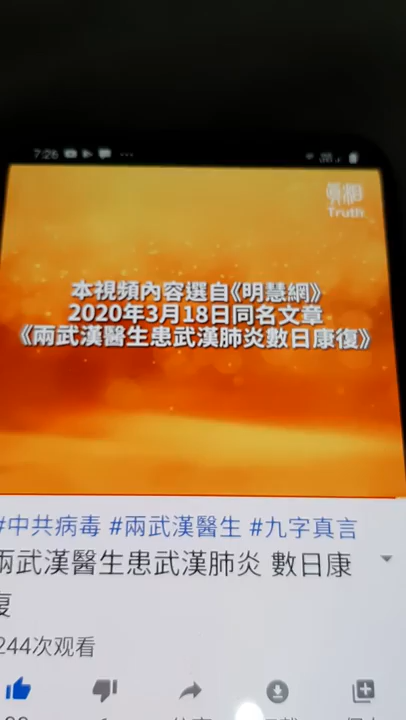 7:26
真相
Truth
本視頻內容選自《明慧網》
2020年3月18日同名文章
《兩武漢醫生患武漢肺炎數日康復》
#中共病毒 #兩武漢醫生 #九字真言
兩武漢醫生患武漢肺炎 數日康
復
244次观看